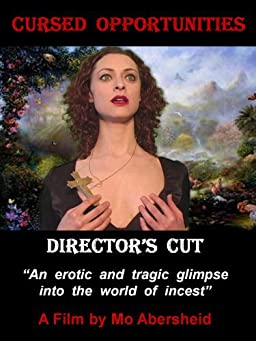 CURSED OPPORTUNITIES
DIRECTOR'S CUT
“An erotic and tragic glimpse
into the world of incest”
A Film by Mo Abersheid